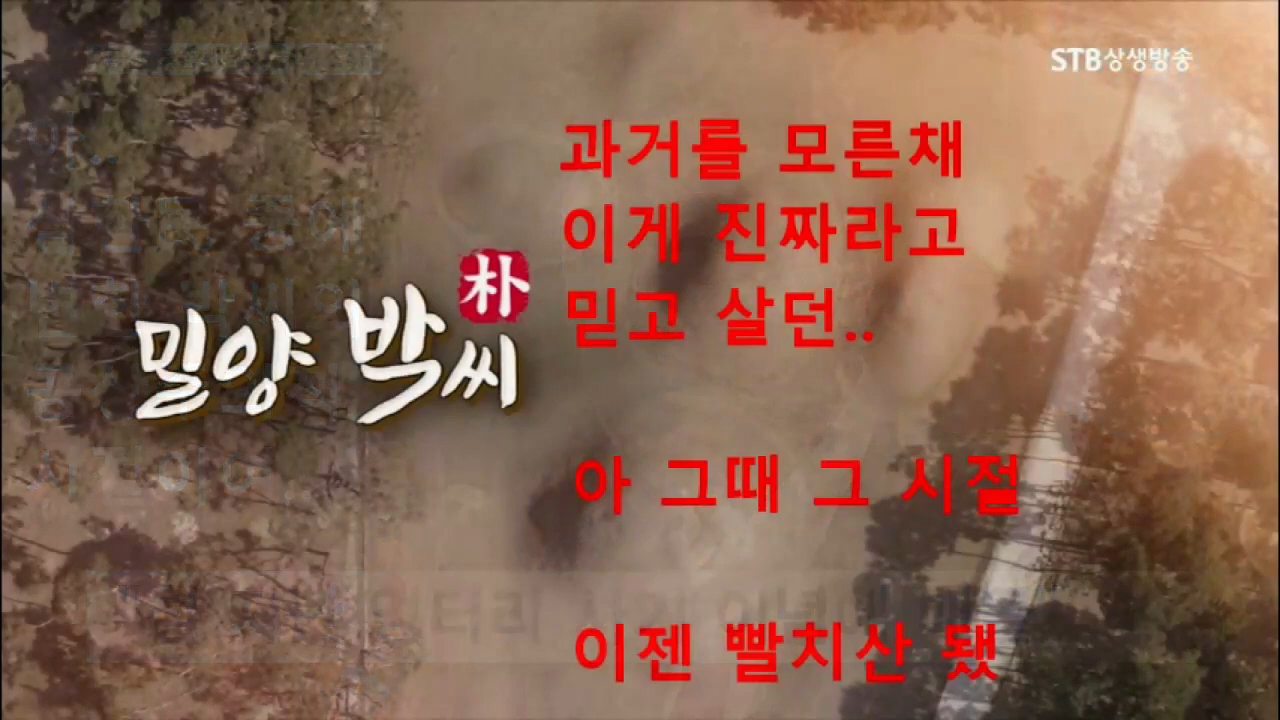 STB상생방송
과거를 모른채
이게 진짜라고
믿고 살던..
朴
밀양 박씨
아 그때 그 시절
이젠 빨치산 됐